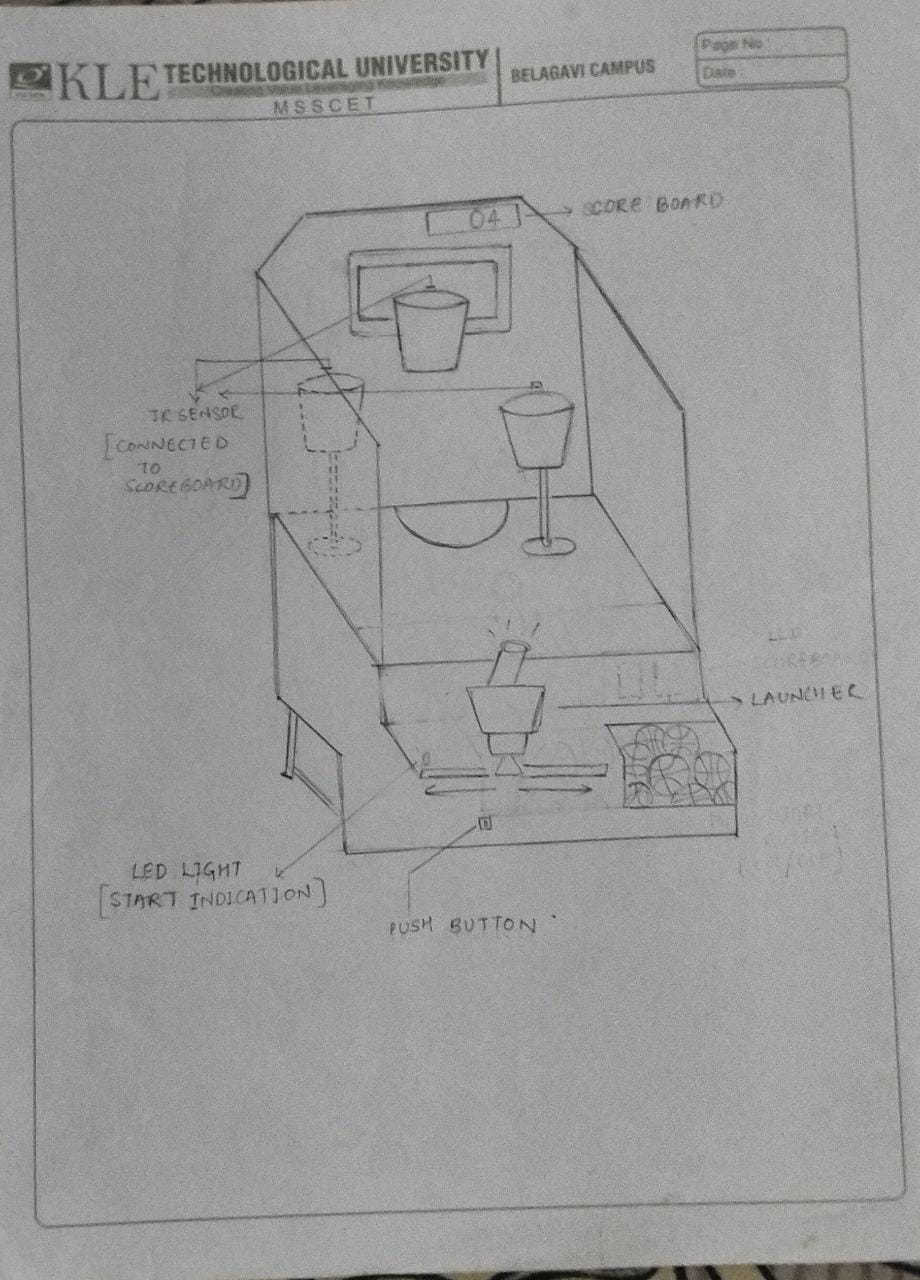 KLE TECHNOLOGICAL UNIVERSITY
Creating Value Leveraging Knowledge
MSSCET
BELAGAVI CAMPUS
Page No :
Date :
04
SCORE BOARD
IR SENSOR
[CONNECTED
TO
SCOREBOARD]
LAUNCHER
LED LIGHT
[START INDICATION]
PUSH BUTTON